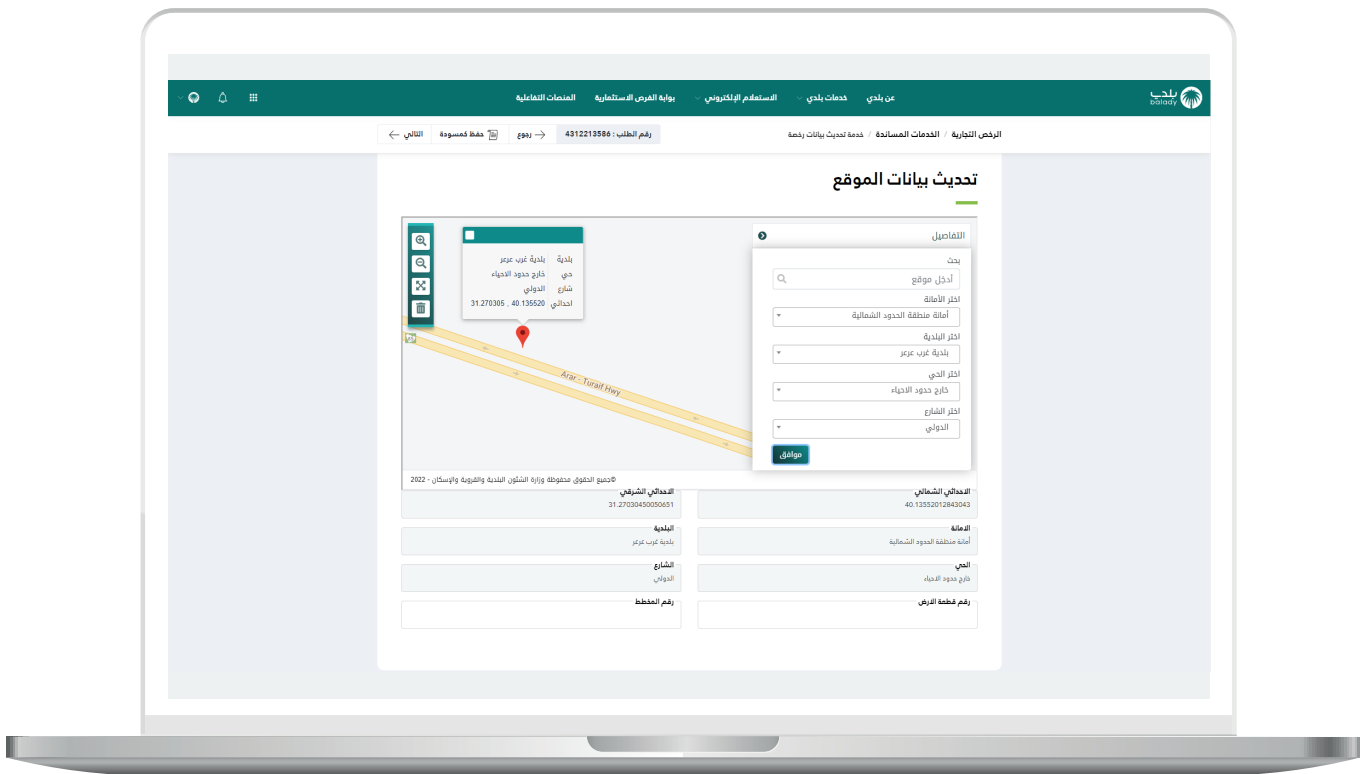 بلدي
balady
عن بلدي
خدمات بلدي
الاستعلام الإلكتروني
بوابة الفرص الاستثمارية
المنصات التفاعلية
الرخص التجارية / الخدمات المساندة / خدمة تحديث بيانات رخصة
رقم الطلب : 4312213586
رجوع
حفظ كمسودة
التالي
تحديث بيانات الموقع
التفاصيل
بحث
أدخل موقع
اختر الأمانة
أمانة منطقة الحدود الشمالية
اختر البلدية
بلدية غرب عرعر
اختر الحي
خارج حدود الاحياء
اختر الشارع
الدولي
موافق
بلدية بلدية غرب عرعر
حي خارج حدود الاحياء
شارع الدولي
احداثي 40.135520 , 31.270305
Arar - Turaif Hwy
©جميع الحقوق محفوظة وزارة الشئون البلدية والقروية والإسكان - 2022
الاحداثي الشمالي
40.13552012843043
الاحداثي الشرقي
31.27030450050651
الامانة
أمانة منطقة الحدود الشمالية
البلدية
بلدية غرب عرعر
الحي
خارج حدود الاحياء
الشارع
الدولي
رقم قطعة الارض
رقم المخطط